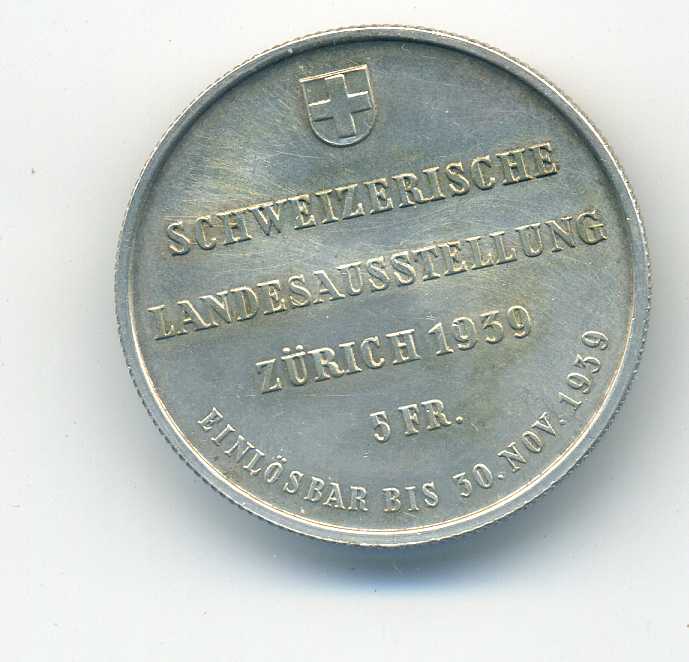 SCHWEIZERISCHE
LANDESAUSSTELLUNG
ZÜRICH 1939
5 FR.
EINLÖSBAR BIS 30. NOV. 1939